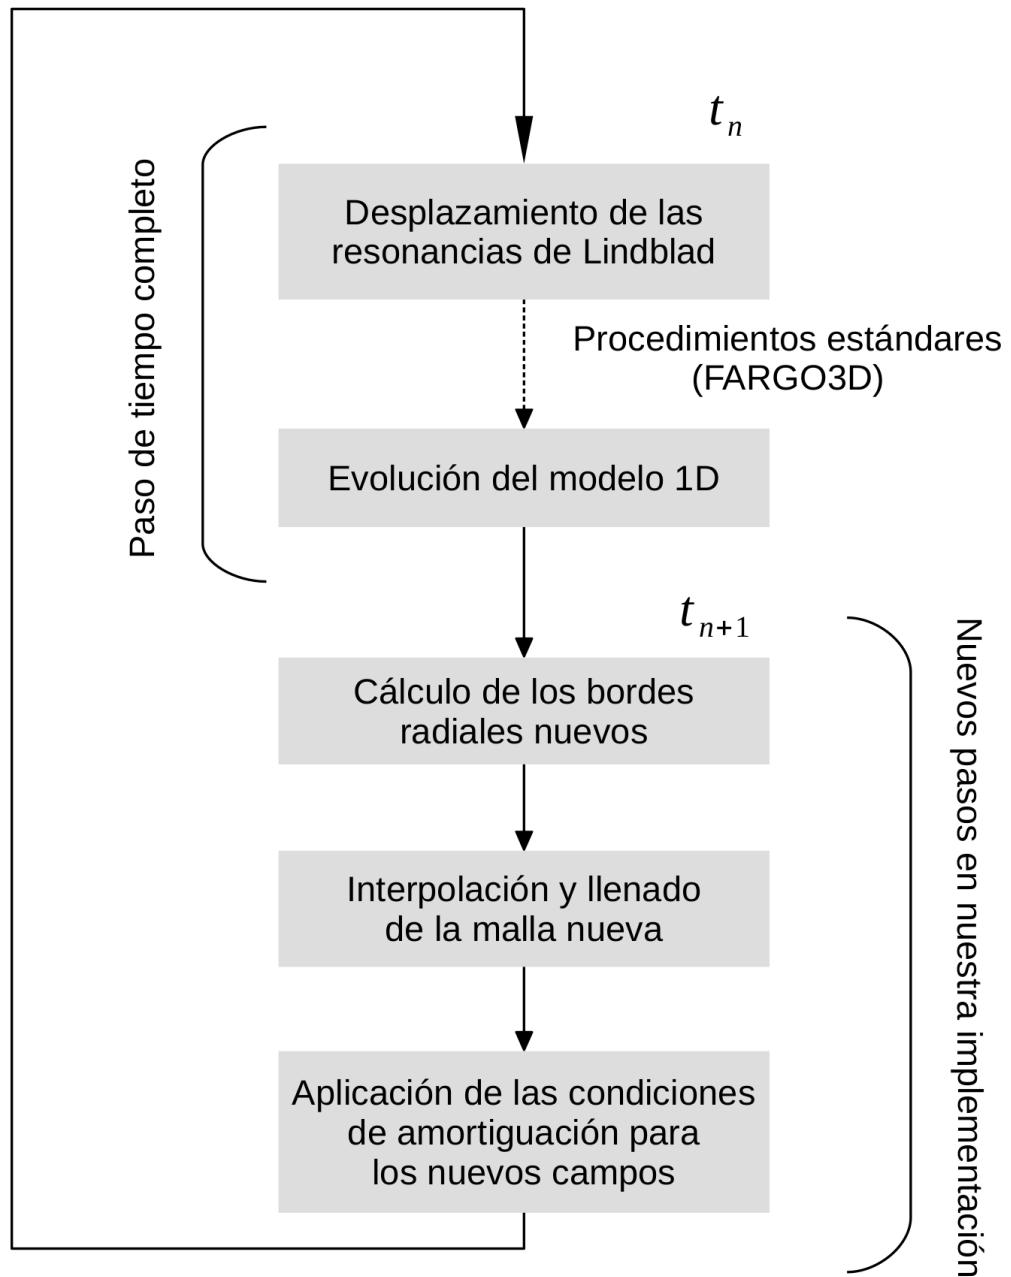 t n
Desplazamiento de las
resonancias de Lindblad
Paso de tiempo completo
Procedimientos estándares
(FARGO3D)
Evolución del modelo 1D
t n+1
Cálculo de los bordes
radiales nuevos
Nuevos pasos en nuestra implementación
Interpolación y llenado
de la malla nueva
Aplicación de las condiciones
de amortiguación para
los nuevos campos